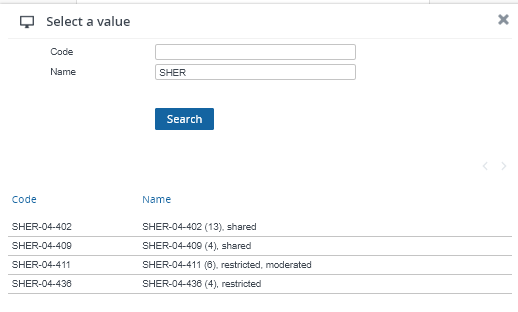 Select a value
Code
Name SHER
Search
Code Name
SHER-04-402 SHER-04-402 (13), shared
SHER-04-409 SHER-04-409 (4), shared
SHER-04-411 SHER-04-411 (6), restricted, moderated
SHER-04-436 SHER-04-436 (4), restricted